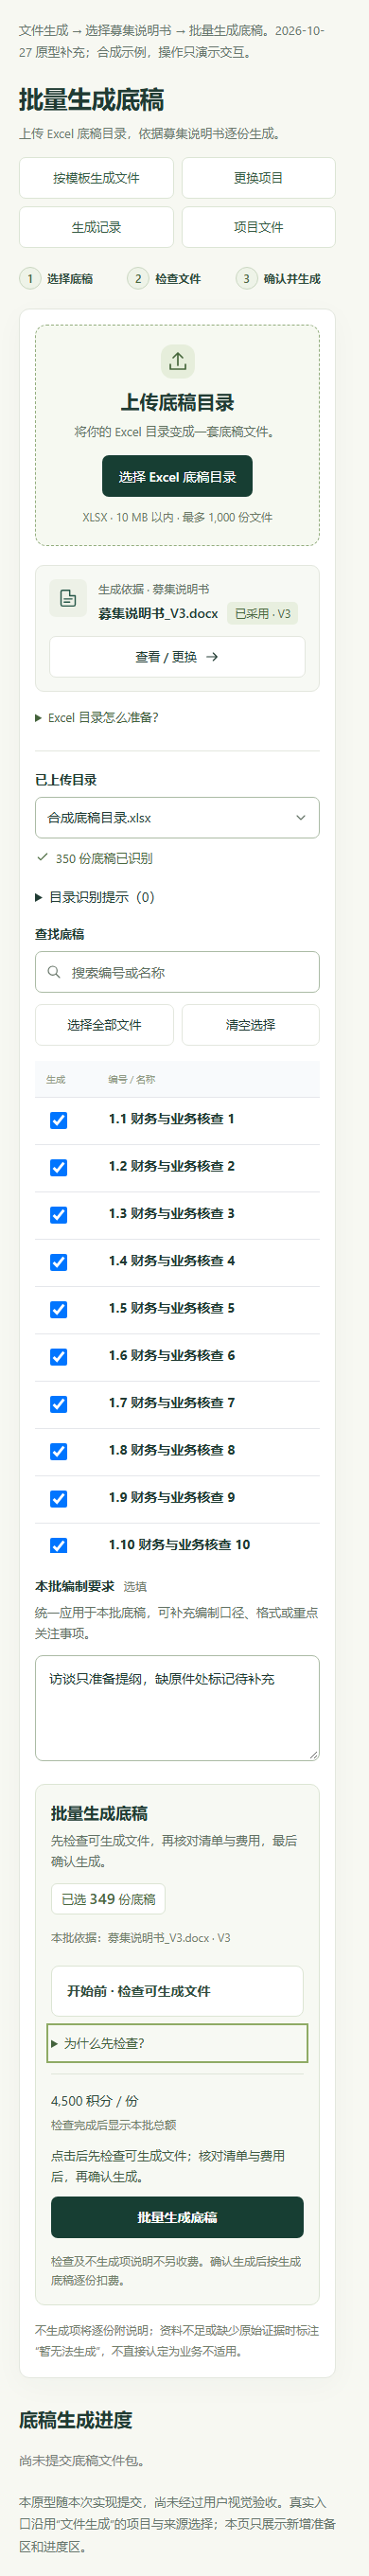 文件生成 → 选择募集说明书 → 批量生成底稿。2026-10-
27 原型补充；合成示例，操作只演示交互。
批量生成底稿
上传 Excel 底稿目录，依据募集说明书逐份生成。
按模板生成文件
更换项目
生成记录
项目文件
1 选择底稿
2 检查文件
3 确认并生成
上传底稿目录
将你的 Excel 目录变成一套底稿文件。
选择 Excel 底稿目录
XLSX · 10 MB 以内 · 最多 1,000 份文件
生成依据 · 募集说明书
募集说明书_V3.docx 已采用 · V3
查看 / 更换 →
Excel 目录怎么准备？
已上传目录
合成底稿目录.xlsx
350 份底稿已识别
目录识别提示（0）
查找底稿
搜索编号或名称
选择全部文件
清空选择
生成 编号 / 名称
1.1 财务与业务核查 1
1.2 财务与业务核查 2
1.3 财务与业务核查 3
1.4 财务与业务核查 4
1.5 财务与业务核查 5
1.6 财务与业务核查 6
1.7 财务与业务核查 7
1.8 财务与业务核查 8
1.9 财务与业务核查 9
1.10 财务与业务核查 10
本批编制要求 选填
统一应用于本批底稿，可补充编制口径、格式或重点
关注事项。
访谈只准备提纲，缺原件处标记待补充
批量生成底稿
先检查可生成文件，再核对清单与费用，最后
确认生成。
已选 349 份底稿
本批依据：募集说明书_V3.docx · V3
开始前 · 检查可生成文件
为什么先检查？
4,500 积分 / 份
检查完成后显示本批总额
点击后先检查可生成文件；核对清单与费用
后，再确认生成。
批量生成底稿
检查及不生成项说明不另收费。确认生成后按生成
底稿逐份扣费。
不生成项将逐份附说明；资料不足或缺少原始证据时标注
“暂无法生成”，不直接认定为业务不适用。
底稿生成进度
尚未提交底稿文件包。
本原型随本次实现提交，尚未经过用户视觉验收。真实入
口沿用“文件生成”的项目与来源选择；本页只展示新增准备
区和进度区。